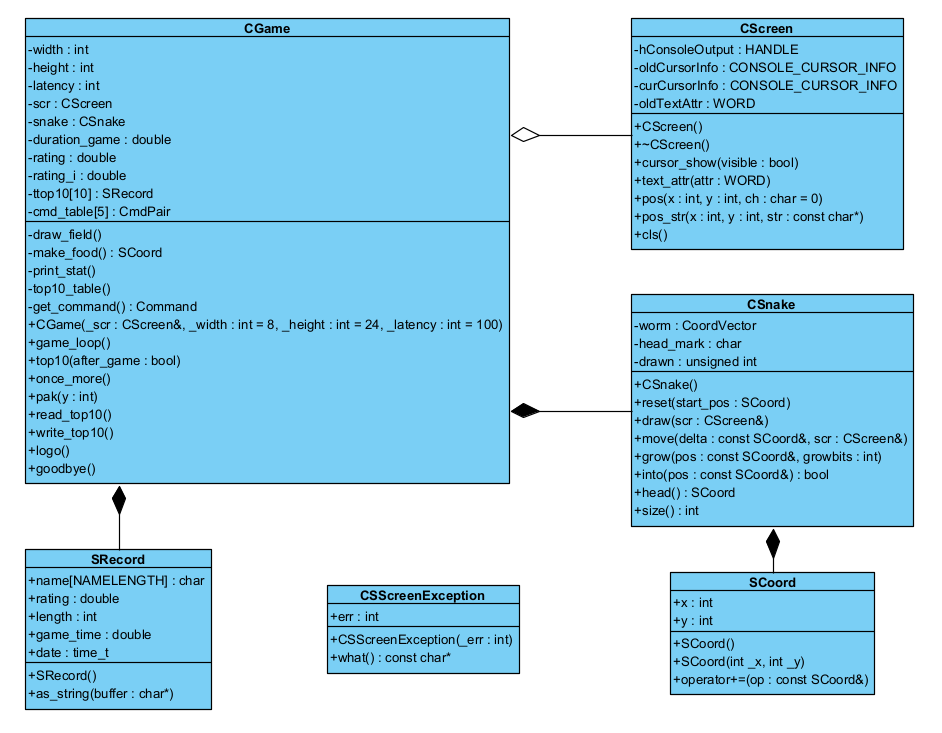 CGame
-width : int
-height : int
-latency : int
-scr : CScreen
-snake : CSnake
-duration_game : double
-rating : double
-rating_i : double
-ttop10[10] : SRecord
-cmd_table[5] : CmdPair
-draw_field()
-make_food() : SCoord
-print_stat()
-top10_table()
-get_command() : Command
+CGame(_scr : CScreen&, _width : int = 8, _height : int = 24, _latency : int = 100)
+game_loop()
+top10(after_game : bool)
+once_more()
+pak(y : int)
+read_top10()
+write_top10()
+logo()
+goodbye()
CScreen
-hConsoleOutput : HANDLE
-oldCursorInfo : CONSOLE_CURSOR_INFO
-curCursorInfo : CONSOLE_CURSOR_INFO
-oldTextAttr : WORD
+CScreen()
+~CScreen()
+cursor_show(visible : bool)
+text_attr(attr : WORD)
+pos(x : int, y : int, ch : char = 0)
+pos_str(x : int, y : int, str : const char*)
+cls()
CSnake
-worm : CoordVector
-head_mark : char
-drawn : unsigned int
+CSnake()
+reset(start_pos : SCoord)
+draw(scr : CScreen&)
+move(delta : const SCoord&, scr : CScreen&)
+grow(pos : const SCoord&, growbits : int)
+into(pos : const SCoord&) : bool
+head() : SCoord
+size() : int
SRecord
+name[NAMELENGTH] : char
+rating : double
+length : int
+game_time : double
+date : time_t
+SRecord()
+as_string(buffer : char*)
CSScreenException
+err : int
+CSScreenException(_err : int)
+what() : const char*
SCoord
+x : int
+y : int
+SCoord()
+SCoord(int _x, int _y)
+operator+=(op : const SCoord&)